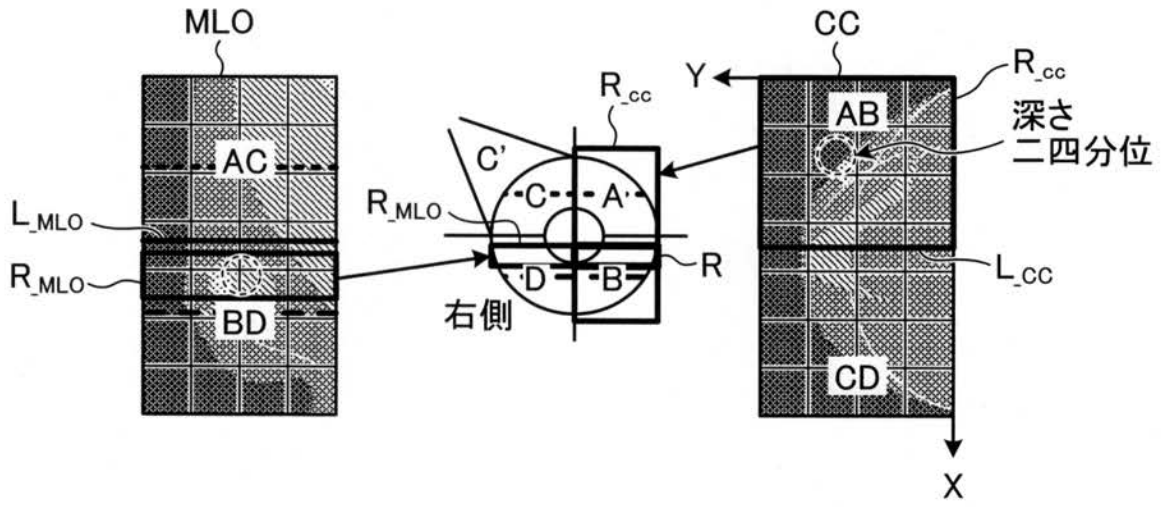 MLO
AC
L_MLO
R_MLO
BD
R_cc
C'
C
A
R_MLO
D
B
R
右側
CC
Y
R_cc
AB
深さ
二四分位
L_CC
CD
X